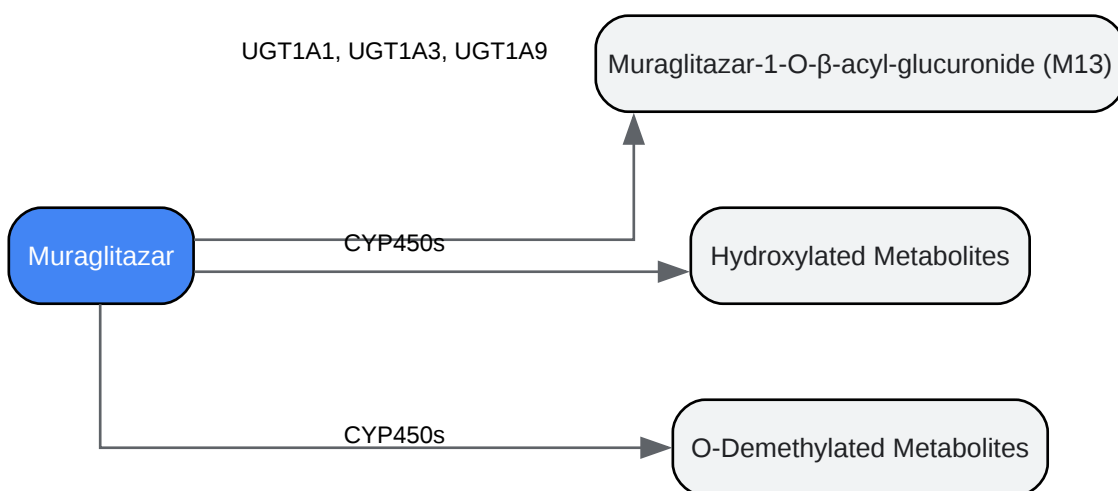 UGT1A1, UGT1A3, UGT1A9
Muraglitazar-1-O-β-acyl-glucuronide (M13)
CYP450s
Muraglitazar
Hydroxylated Metabolites
CYP450s
O-Demethylated Metabolites